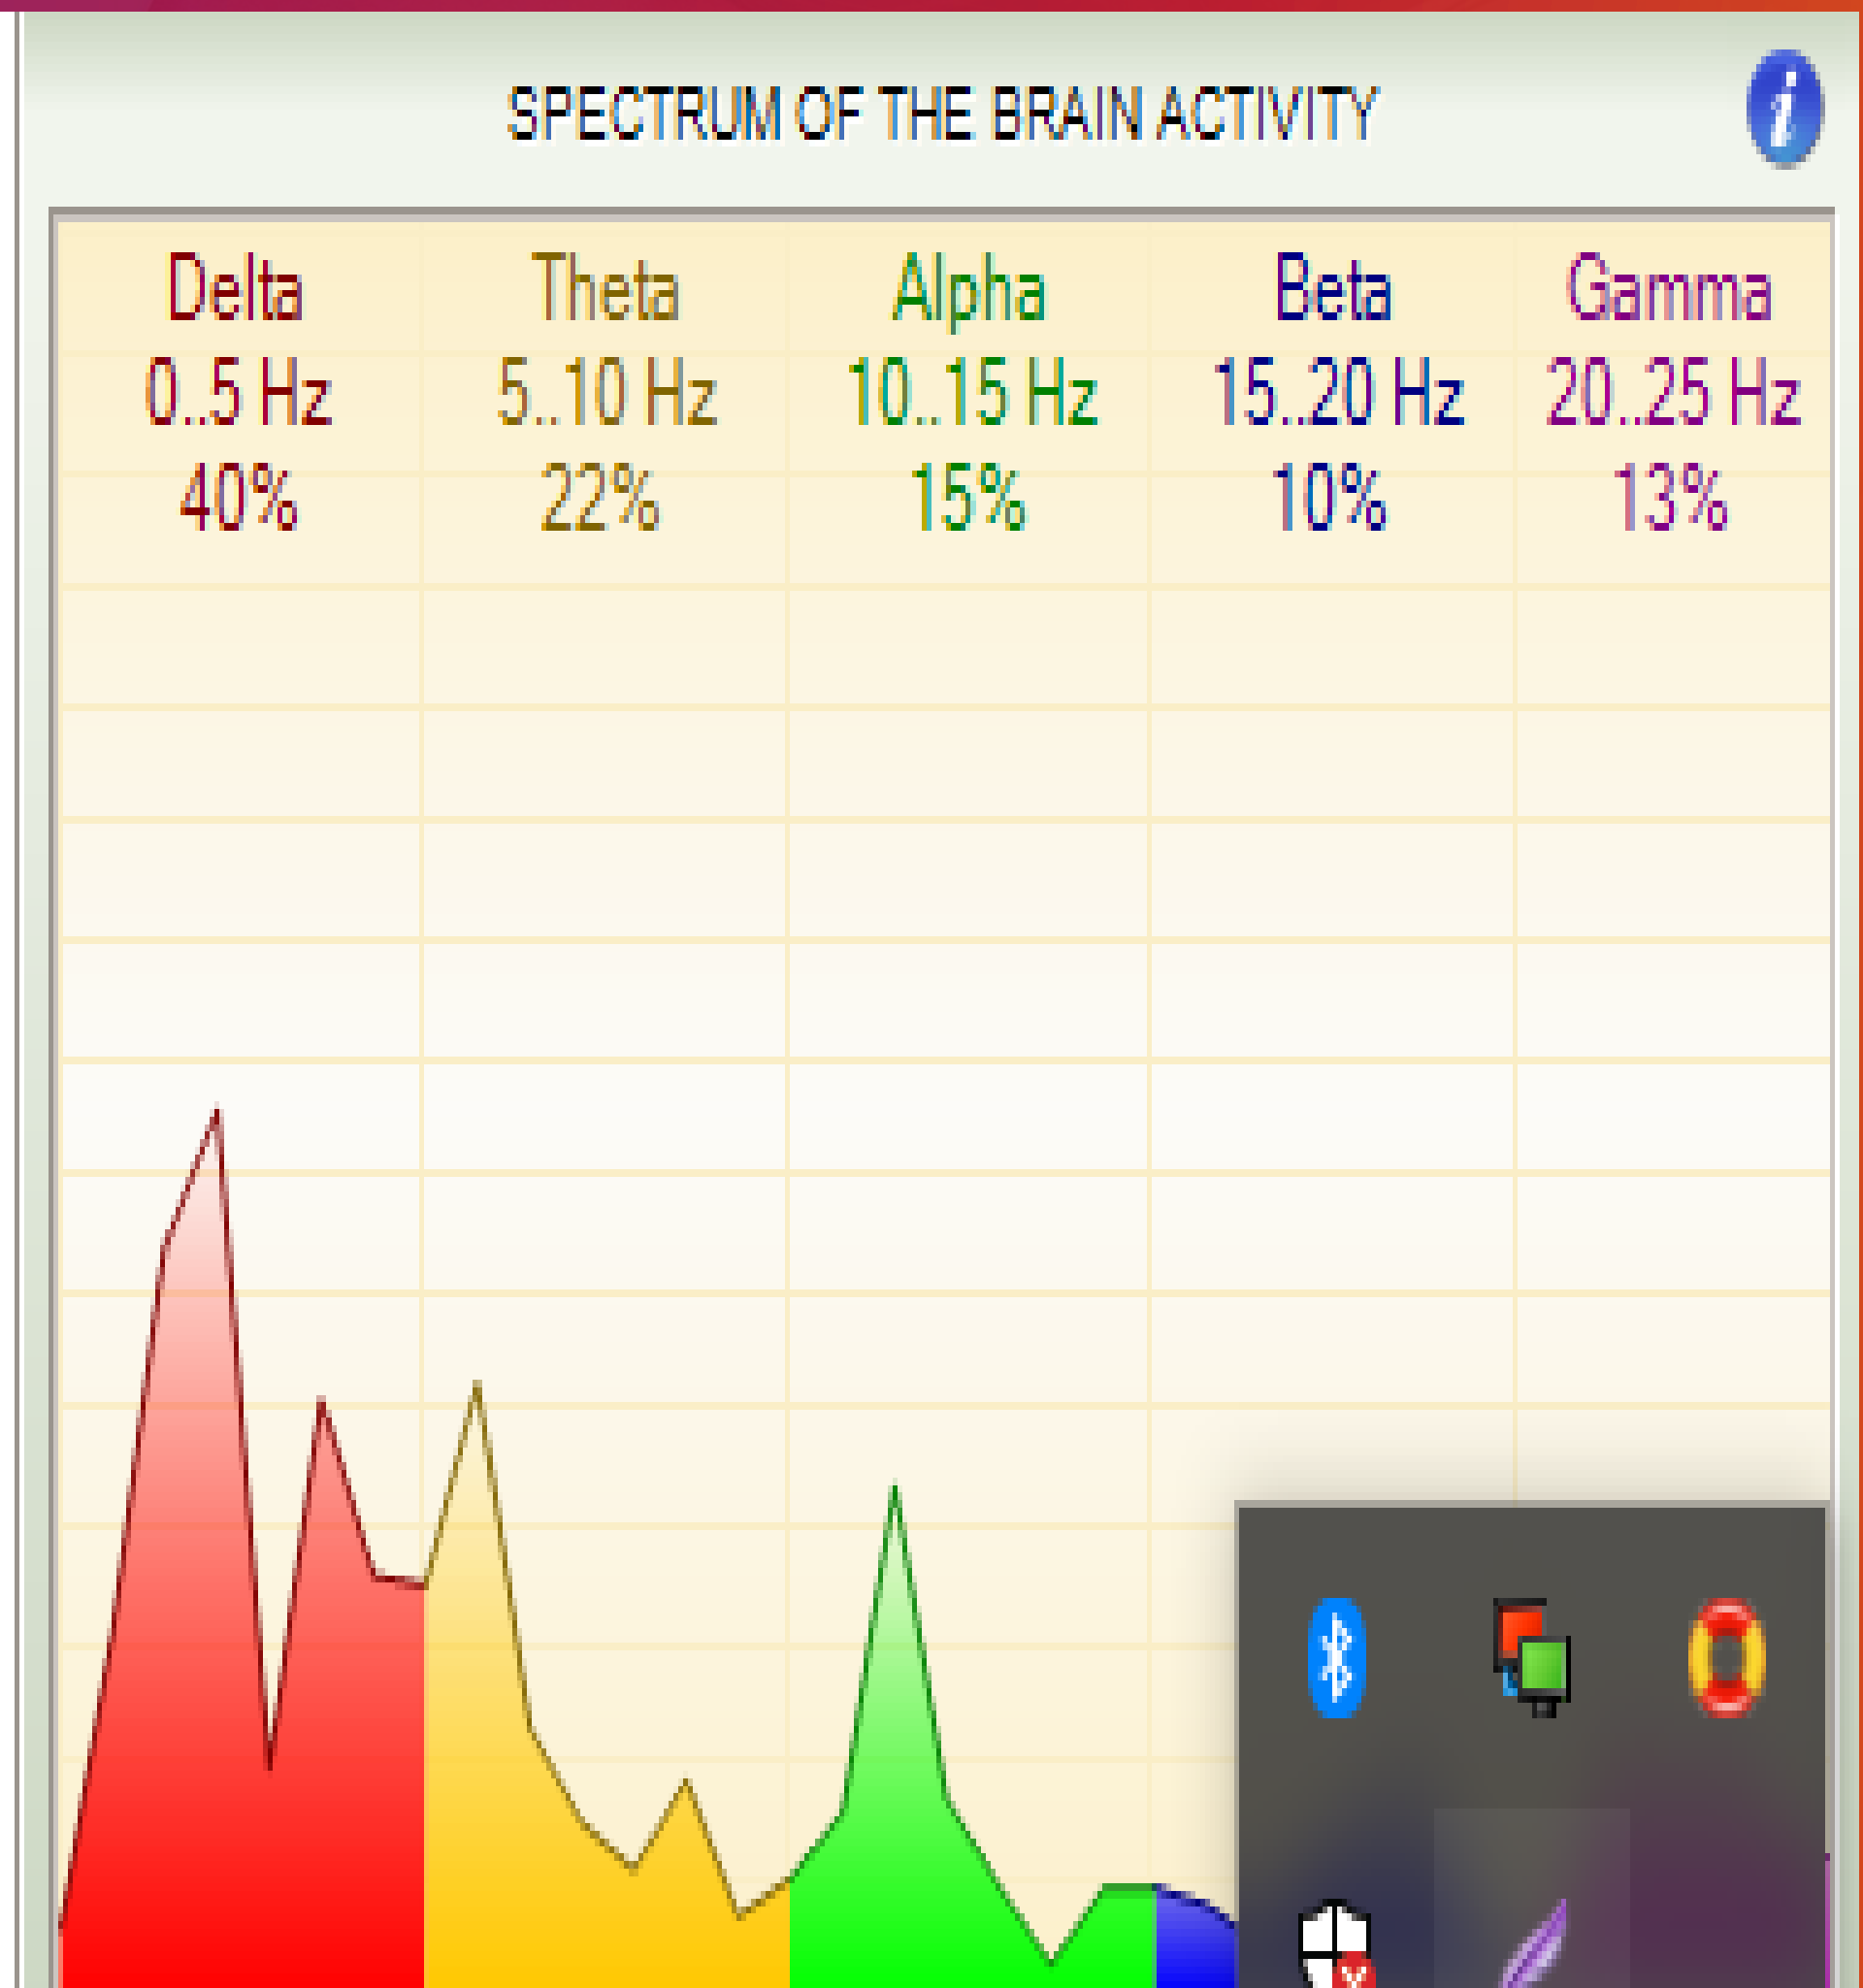 SPECTRUM OF THE BRAIN ACTIVITY
Delta Theta Alpha Beta Gamma
0..5 Hz 5..10 Hz 10..15 Hz 15..20 Hz 20..25 Hz
40% 22% 15% 10% 13%